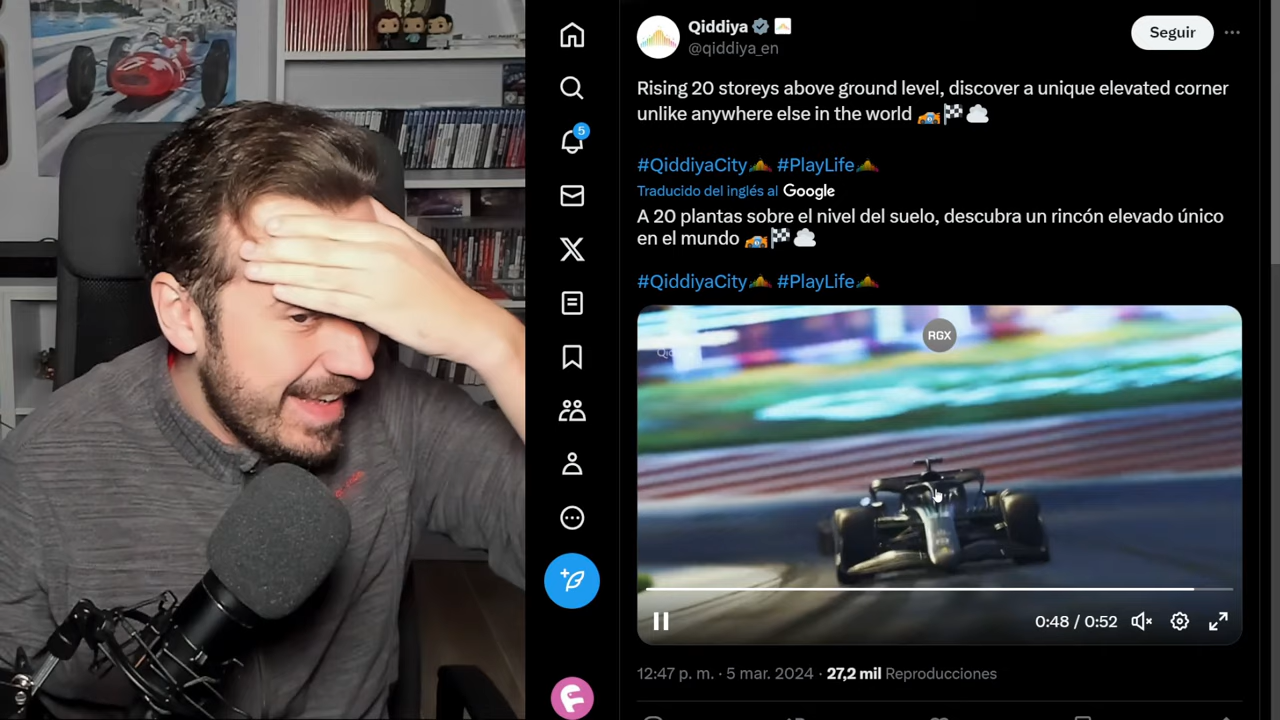 Qiddiya
@qiddiya_en
Seguir
Rising 20 storeys above ground level, discover a unique elevated corner
unlike anywhere else in the world
#QiddiyaCity #PlayLife
Traducido del inglés al Google
A 20 plantas sobre el nivel del suelo, descubra un rincón elevado único
en el mundo
#QiddiyaCity #PlayLife
RGX
0:48 / 0:52
12:47 p. m. · 5 mar. 2024 · 27,2 mil Reproducciones
5